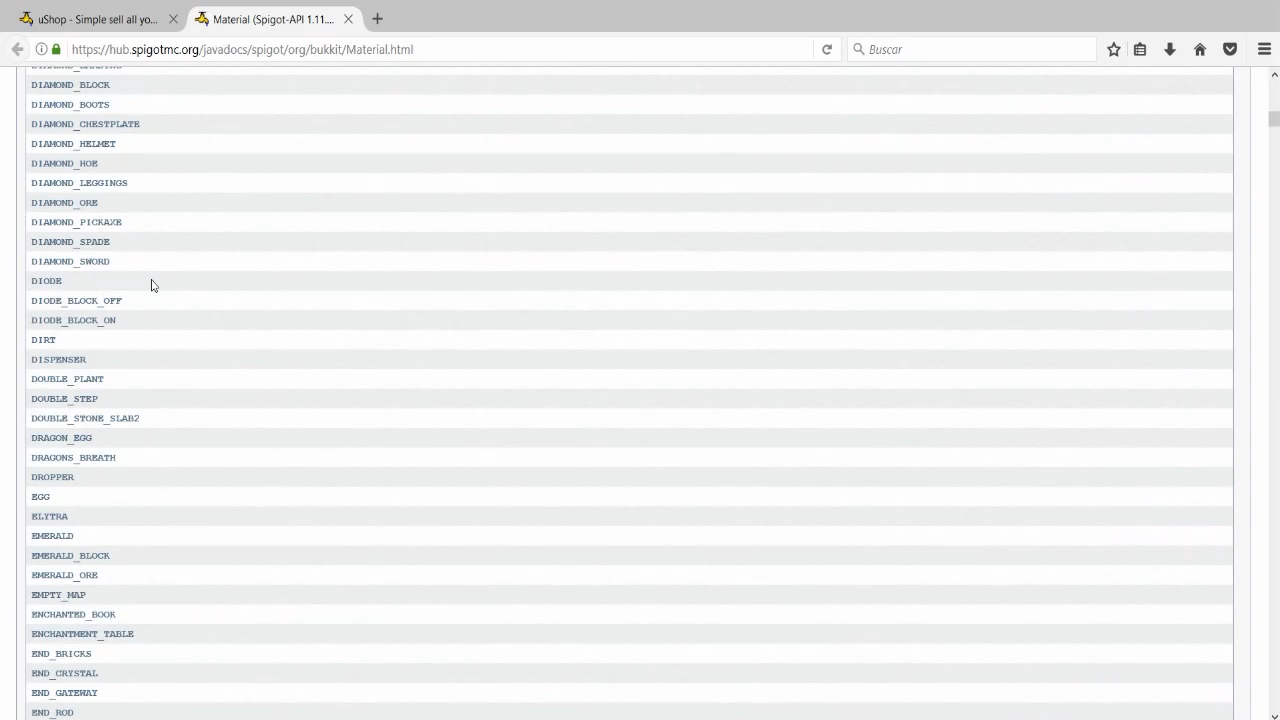 uShop - Simple sell all yo...
Material (Spigot-API 1.11....
https://hub.spigotmc.org/javadocs/spigot/org/bukkit/Material.html
Buscar
DIAMOND_BLOCK
DIAMOND_BOOTS
DIAMOND_CHESTPLATE
DIAMOND_HELMET
DIAMOND_HOE
DIAMOND_LEGGINGS
DIAMOND_ORE
DIAMOND_PICKAXE
DIAMOND_SPADE
DIAMOND_SWORD
DIODE
DIODE_BLOCK_OFF
DIODE_BLOCK_ON
DIRT
DISPENSER
DOUBLE_PLANT
DOUBLE_STEP
DOUBLE_STONE_SLAB2
DRAGON_EGG
DRAGONS_BREATH
DROPPER
EGG
ELYTRA
EMERALD
EMERALD_BLOCK
EMERALD_ORE
EMPTY_MAP
ENCHANTED_BOOK
ENCHANTMENT_TABLE
END_BRICKS
END_CRYSTAL
END_GATEWAY
END_ROD